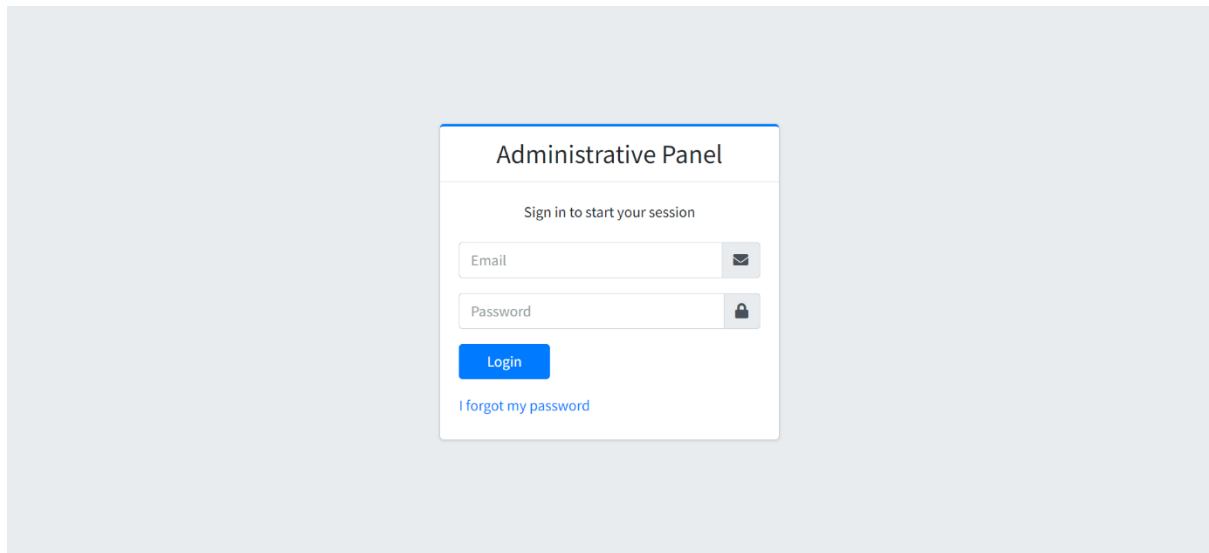 Administrative Panel
Sign in to start your session
Email
Password
Login
I forgot my password